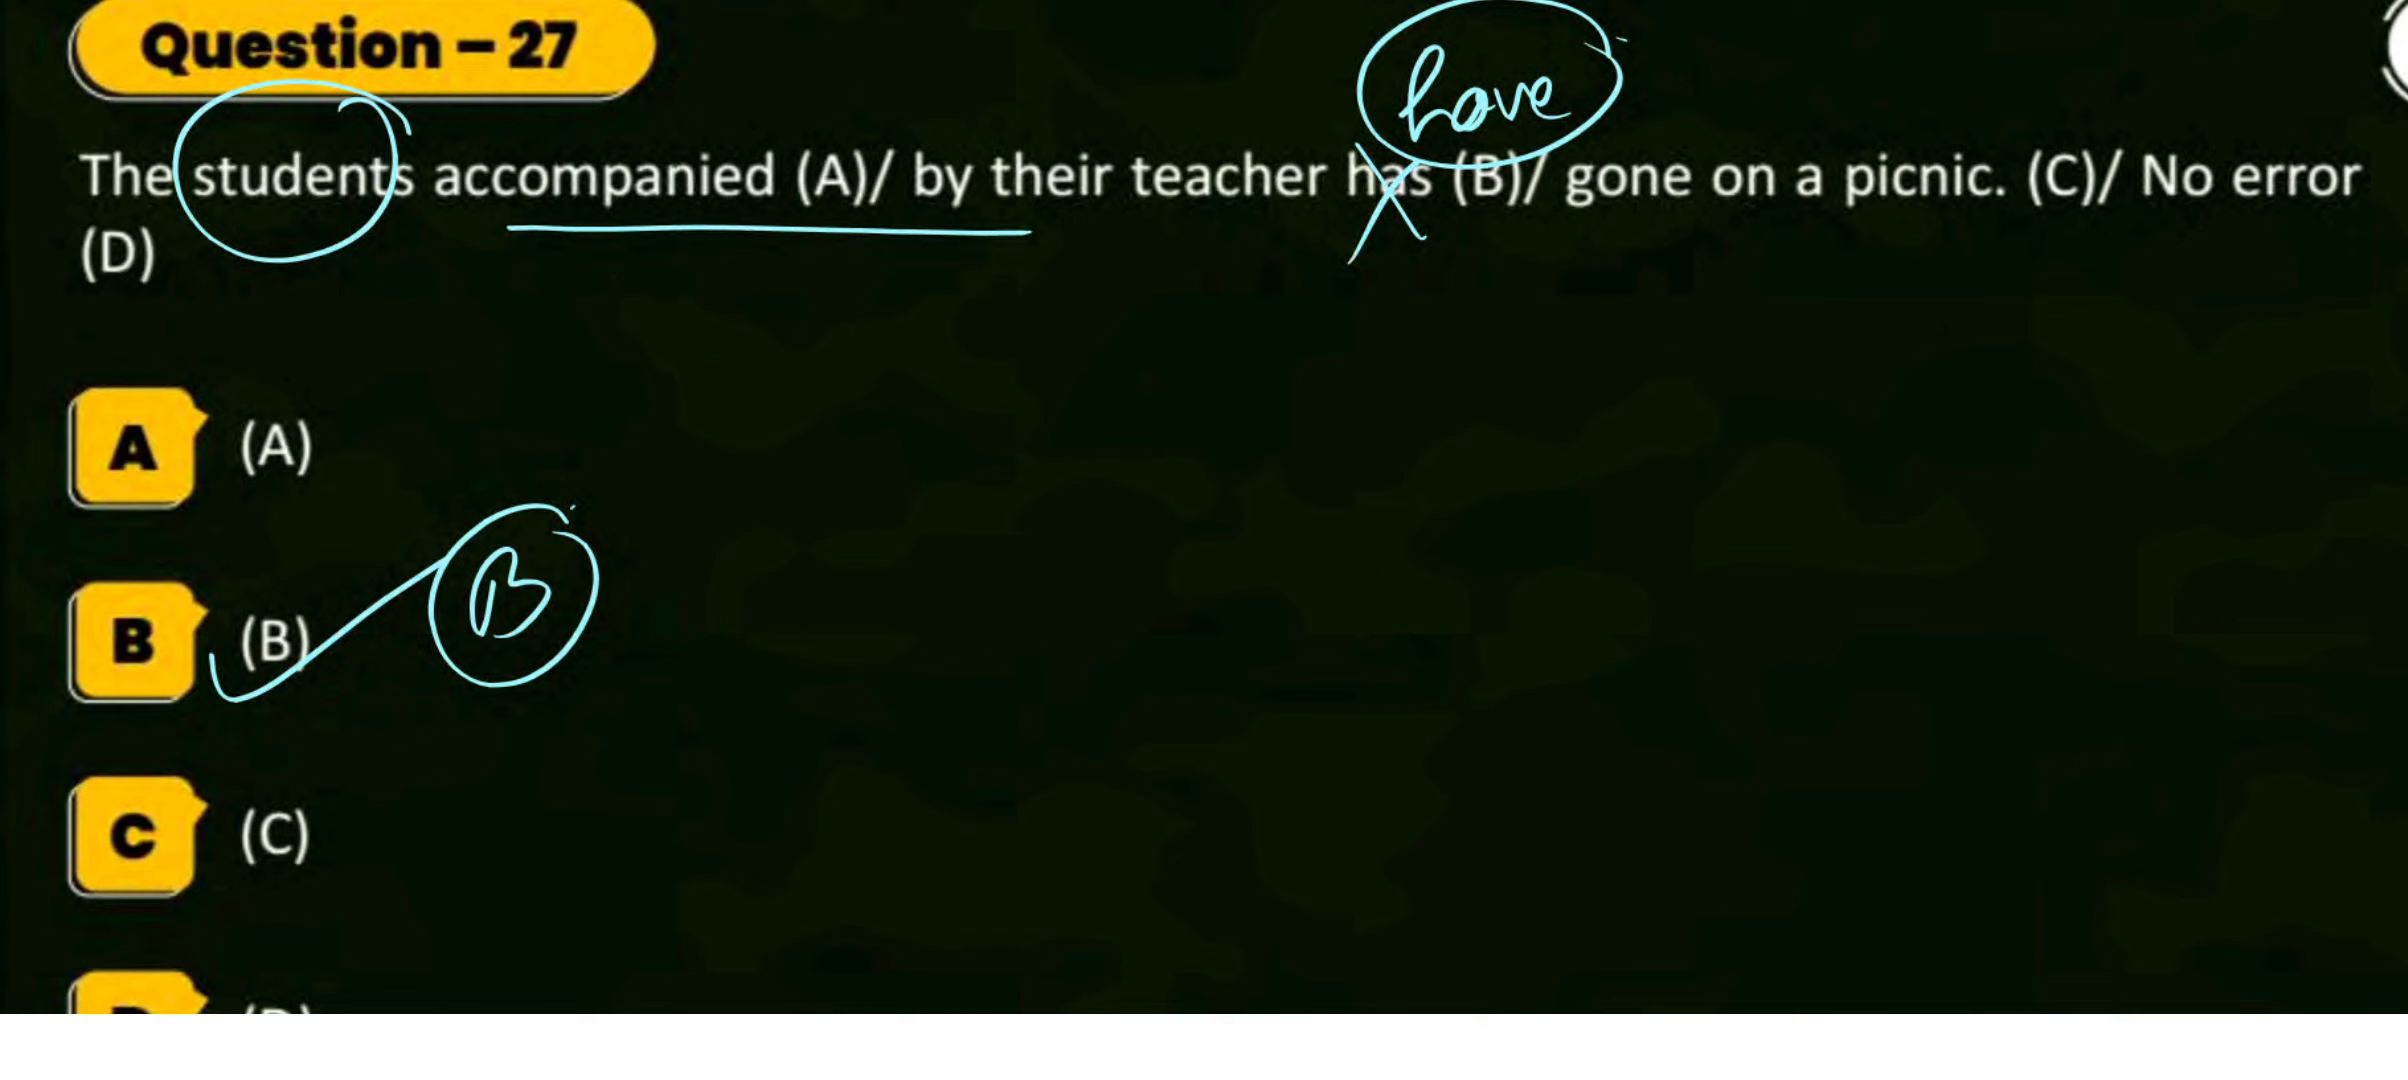 Question – 27
have
The students accompanied (A)/ by their teacher has (B)/ gone on a picnic. (C)/ No error
(D)
A (A)
B (B) B
C (C)
D (D)